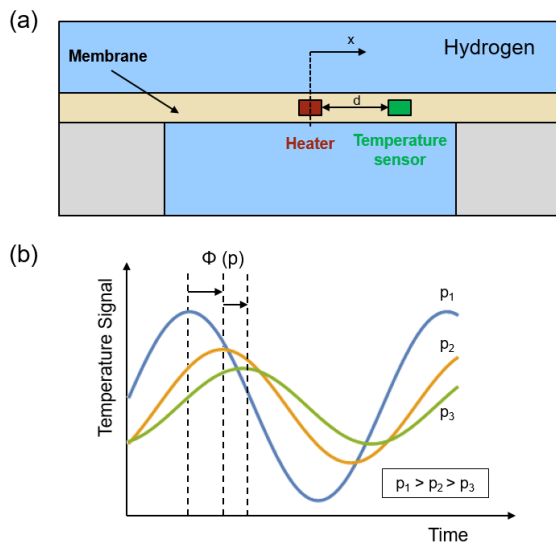 (a)
x
Hydrogen
Membrane
d
Heater
Temperature
sensor
(b)
Φ (p)
Temperature Signal
p₁
p₂
p₃
p₁ > p₂ > p₃
Time